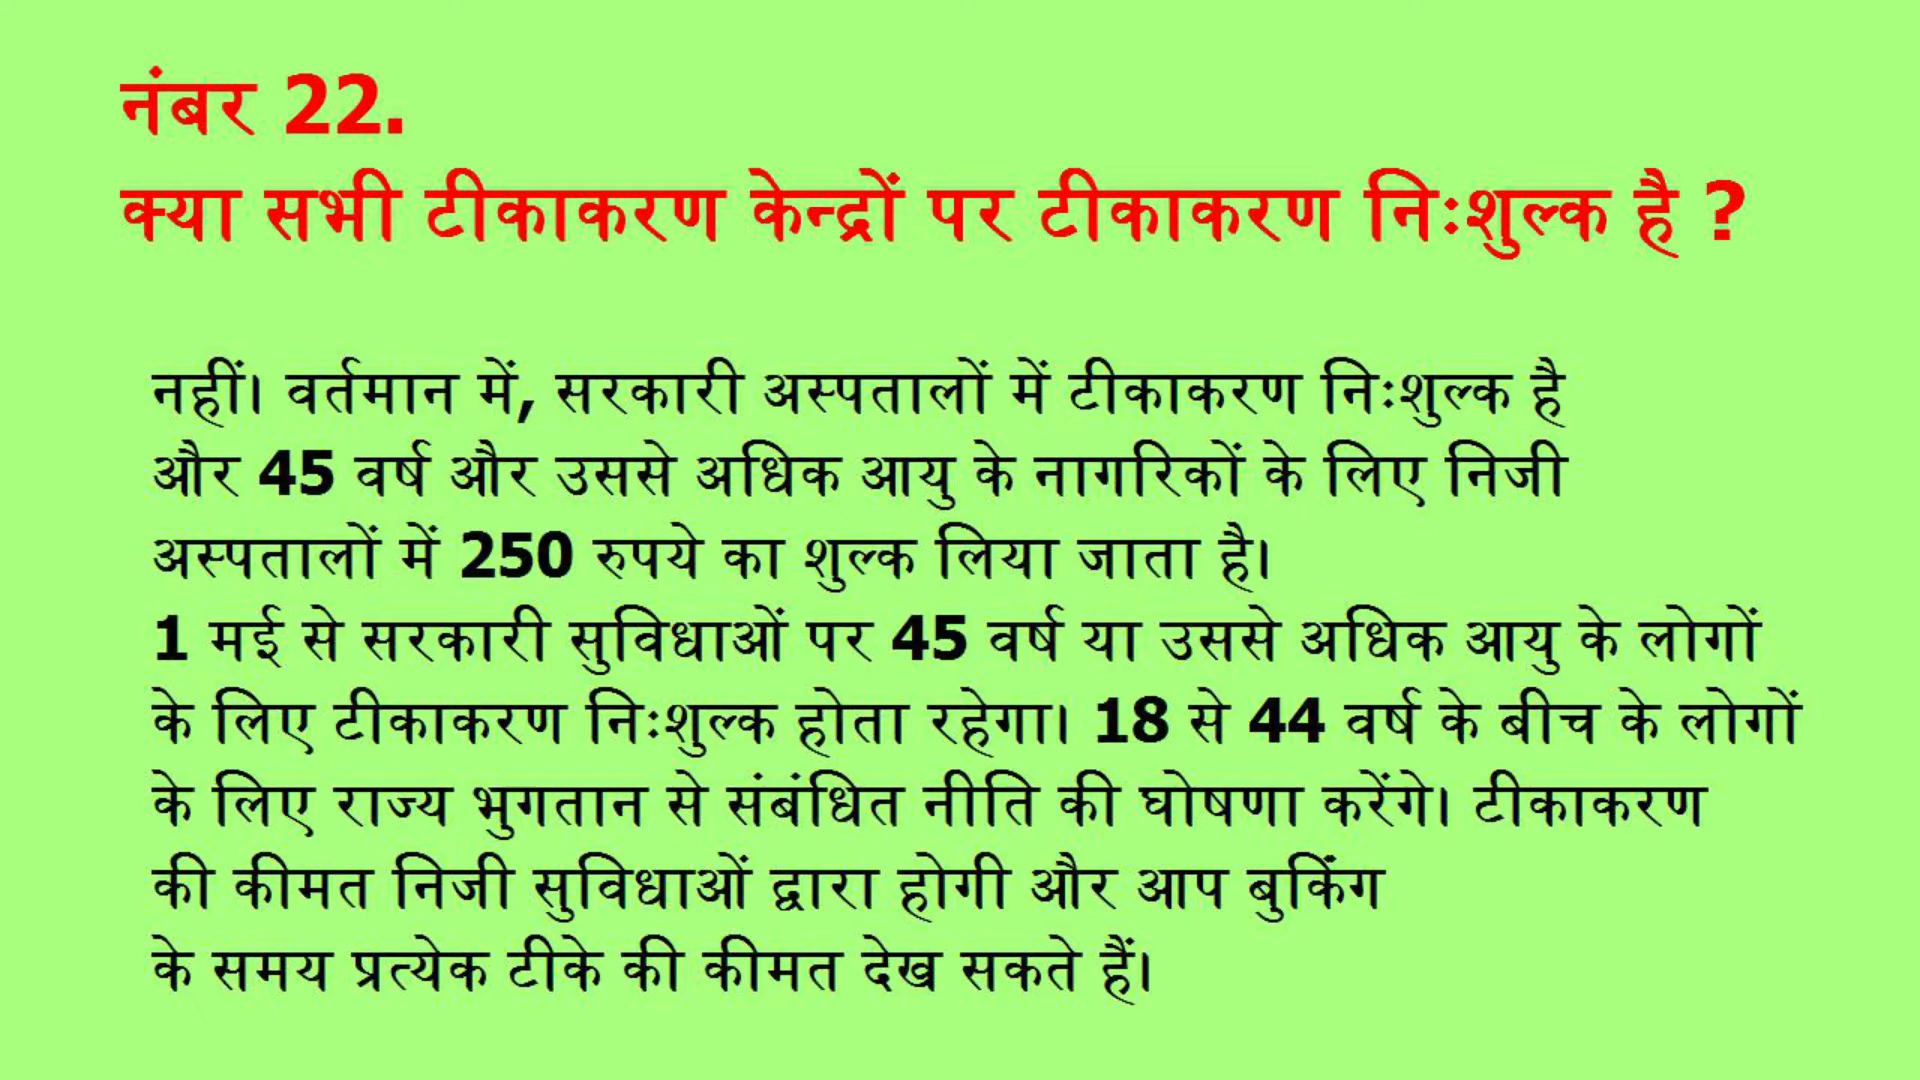 नंबर 22.
क्या सभी टीकाकरण केन्द्रों पर टीकाकरण निःशुल्क है ?
नहीं। वर्तमान में, सरकारी अस्पतालों में टीकाकरण निःशुल्क है
और 45 वर्ष और उससे अधिक आयु के नागरिकों के लिए निजी
अस्पतालों में 250 रुपये का शुल्क लिया जाता है।
1 मई से सरकारी सुविधाओं पर 45 वर्ष या उससे अधिक आयु के लोगों
के लिए टीकाकरण निःशुल्क होता रहेगा। 18 से 44 वर्ष के बीच के लोगों
के लिए राज्य भुगतान से संबंधित नीति की घोषणा करेंगे। टीकाकरण
की कीमत निजी सुविधाओं द्वारा होगी और आप बुकिंग
के समय प्रत्येक टीके की कीमत देख सकते हैं।